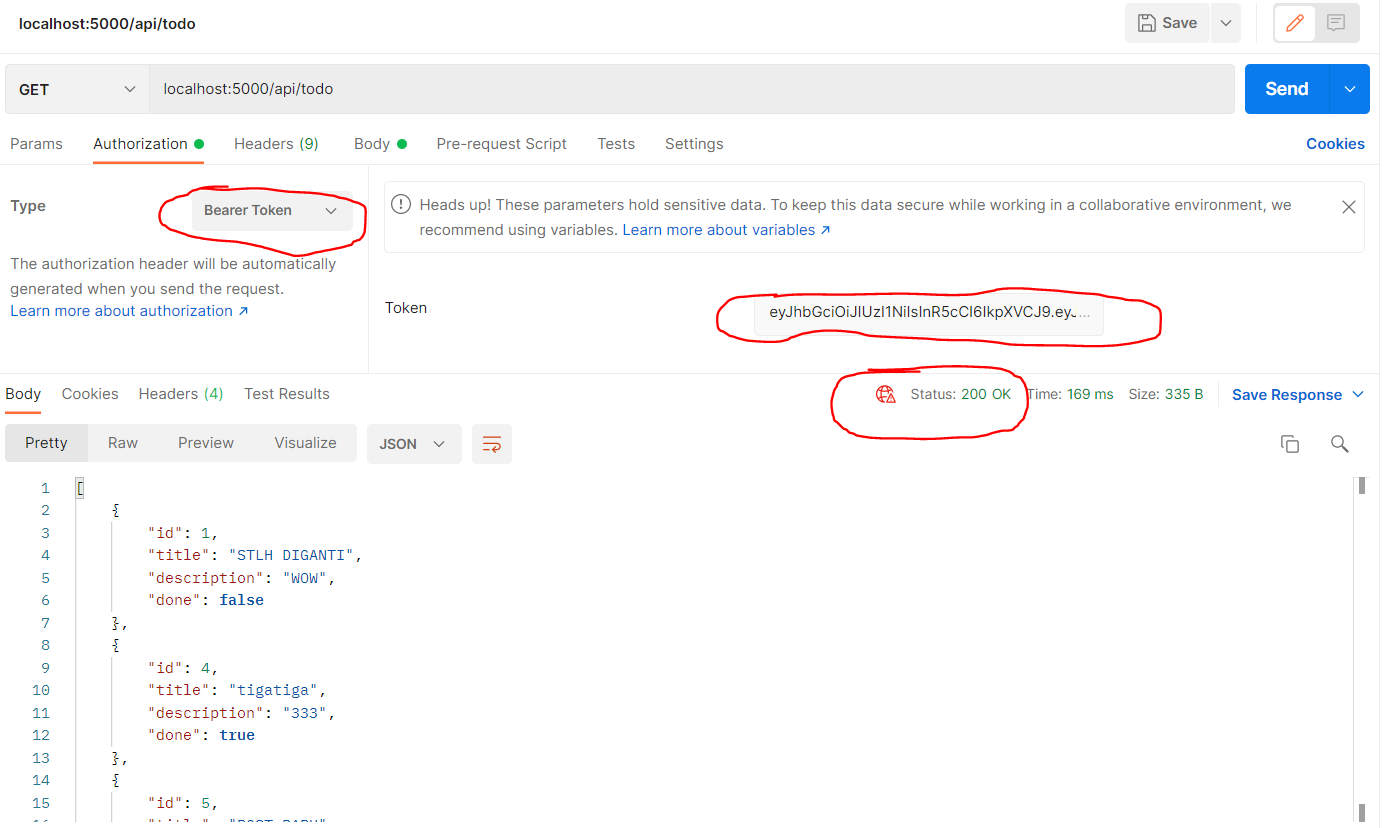 localhost:5000/api/todo
Save
GET
localhost:5000/api/todo
Send
Params
Authorization
Headers (9)
Body
Pre-request Script
Tests
Settings
Cookies
Type
Bearer Token
Heads up! These parameters hold sensitive data. To keep this data secure while working in a collaborative environment, we
recommend using variables. Learn more about variables ↗
The authorization header will be automatically
generated when you send the request.
Learn more about authorization ↗
Token
eyJhbGciOiJIUzI1NiIsInR5cCI6IkpXVCJ9.eyJ...
Body
Cookies
Headers (4)
Test Results
Status: 200 OK
Time: 169 ms
Size: 335 B
Save Response
Pretty
Raw
Preview
Visualize
JSON
1 [
2 {
3 "id": 1,
4 "title": "STLH DIGANTI",
5 "description": "WOW",
6 "done": false
7 },
8 {
9 "id": 4,
10 "title": "tigatiga",
11 "description": "333",
12 "done": true
13 },
14 {
15 "id": 5,